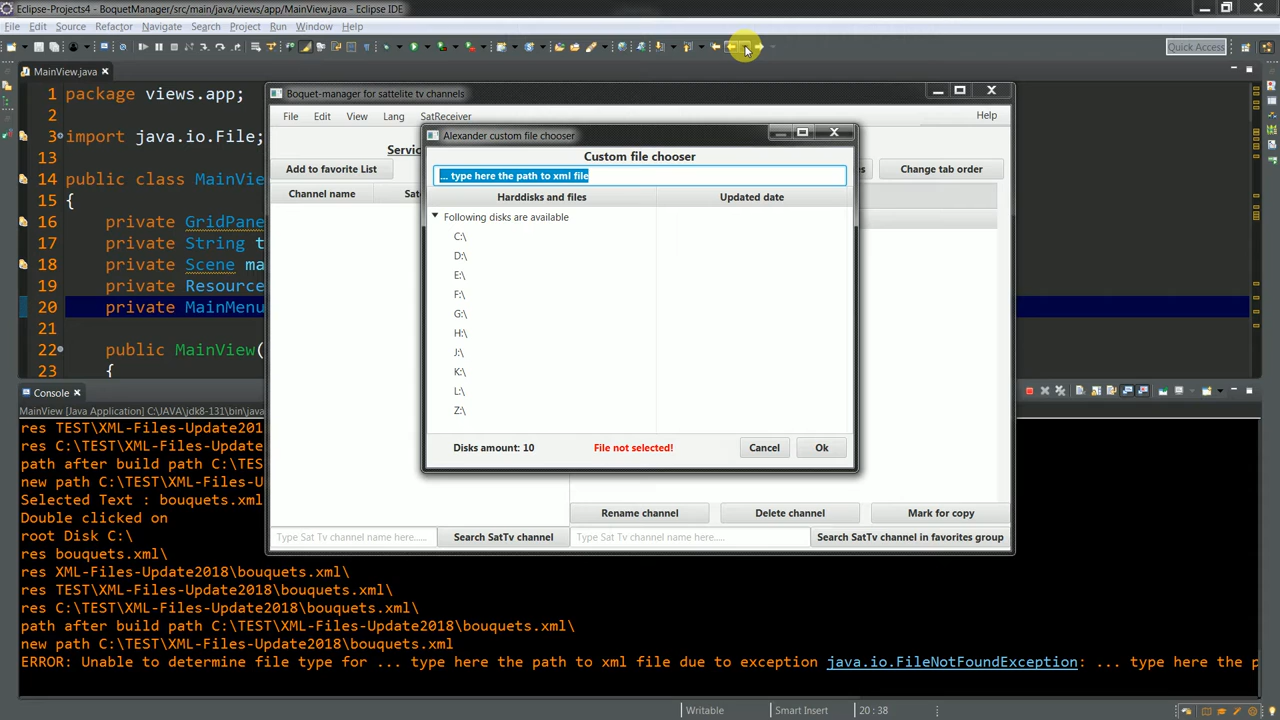 Eclipse-Projects4 - BoquetManager/src/main/java/views/app/MainView.java - Eclipse IDE
File Edit Source Refactor Navigate Search Project Run Window Help
Quick Access
MainView.java
1 package views.app;
2
3 import java.io.File;
13
14 public class MainVie
15 {
16 private GridPane
17 private String t
18 private Scene ma
19 private Resource
20 private MainMenu
21
22 public MainView(
23 {
Boquet-manager for sattelite tv channels
File Edit View Lang SatReceiver Help
Servic
Add to favorite List
es
Change tab order
Channel name
Sat
Alexander custom file chooser
Custom file chooser
... type here the path to xml file
Harddisks and files Updated date
Following disks are available
C:\
D:\
E:\
F:\
G:\
H:\
J:\
K:\
L:\
Z:\
Disks amount: 10 File not selected! Cancel Ok
Rename channel Delete channel Mark for copy
Type Sat Tv channel name here..... Search SatTv channel Type Sat Tv channel name here..... Search SatTv channel in favorites group
Console
MainView [Java Application] C:\JAVA\jdk8-131\bin\java
res TEST\XML-Files-Update201
res C:\TEST\XML-Files-Update
path after build path C:\TES
new path C:\TEST\XML-Files-U
Selected Text : bouquets.xml
Double clicked on
root Disk C:\
res bouquets.xml\
res XML-Files-Update2018\bouquets.xml\
res TEST\XML-Files-Update2018\bouquets.xml\
res C:\TEST\XML-Files-Update2018\bouquets.xml\
path after build path C:\TEST\XML-Files-Update2018\bouquets.xml\
new path C:\TEST\XML-Files-Update2018\bouquets.xml
ERROR: Unable to determine file type for ... type here the path to xml file due to exception java.io.FileNotFoundException: ... type here the p
Writable Smart Insert 20 : 38